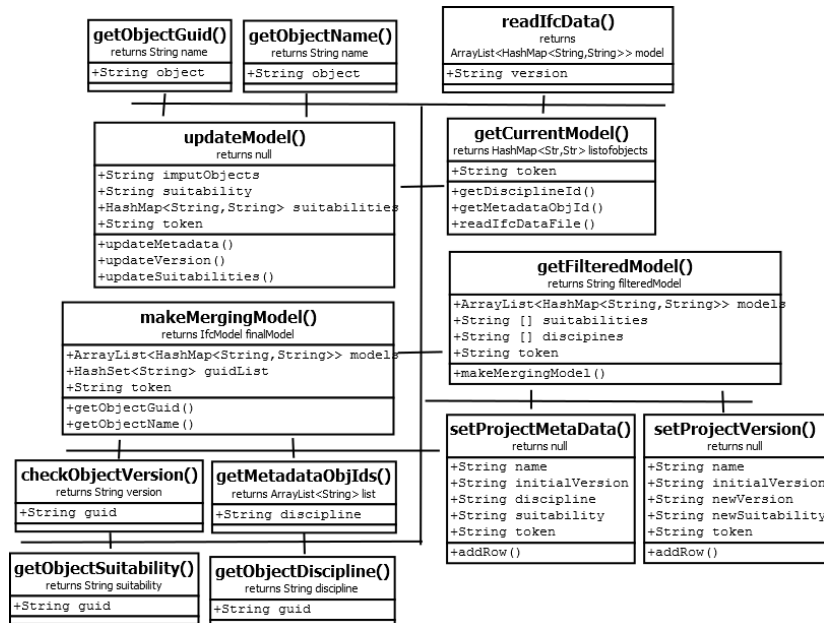 getObjectGuid()
returns String name
+String object
getObjectName()
returns String name
+String object
readIfcData()
returns
ArrayList<HashMap<String,String>> model
+String version
updateModel()
returns null
+String imputObjects
+String suitability
+HashMap<String,String> suitabilities
+String token
+updateMetadata()
+updateVersion()
+updateSuitabilities()
getCurrentModel()
returns HashMap<Str,Str> listofobjects
+String token
+getDisciplineId()
+getMetadataObjId()
+readIfcDataFile()
getFilteredModel()
returns String filteredModel
+ArrayList<HashMap<String,String>> models
+String [] suitabilities
+String [] discipines
+String token
+makeMergingModel()
makeMergingModel()
returns IfcModel finalModel
+ArrayList<HashMap<String,String>> models
+HashSet<String> guidList
+String token
+getObjectGuid()
+getObjectName()
setProjectMetaData()
returns null
+String name
+String initialVersion
+String discipline
+String suitability
+String token
+addRow()
setProjectVersion()
returns null
+String name
+String initialVersion
+String newVersion
+String newSuitability
+String token
+addRow()
checkObjectVersion()
returns String version
+String guid
getMetadataObjIds()
returns ArrayList<String> list
+String discipline
getObjectSuitability()
returns String suitability
+String guid
getObjectDiscipline()
returns String discipline
+String guid